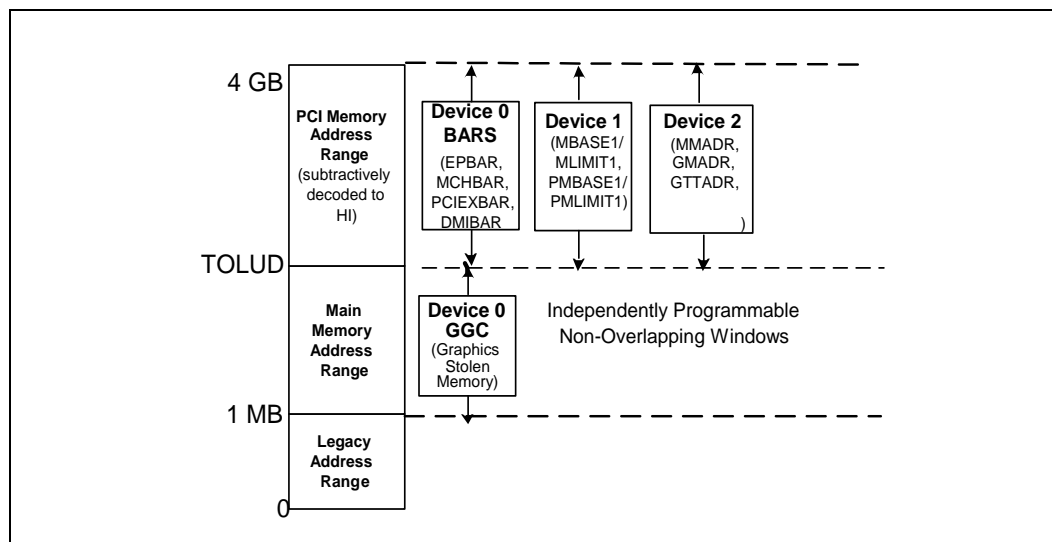 4 GB
PCI Memory
Address
Range
(subtractively
decoded to
HI)
Device 0
BARS
(EPBAR,
MCHBAR,
PCIEXBAR,
DMIBAR
Device 1
(MBASE1/
MLIMIT1,
PMBASE1/
PMLIMIT1)
Device 2
(MMADR,
GMADR,
GTTADR,
)
TOLUD
Main
Memory
Address
Range
Device 0
GGC
(Graphics
Stolen
Memory)
Independently Programmable
Non-Overlapping Windows
1 MB
Legacy
Address
Range
0